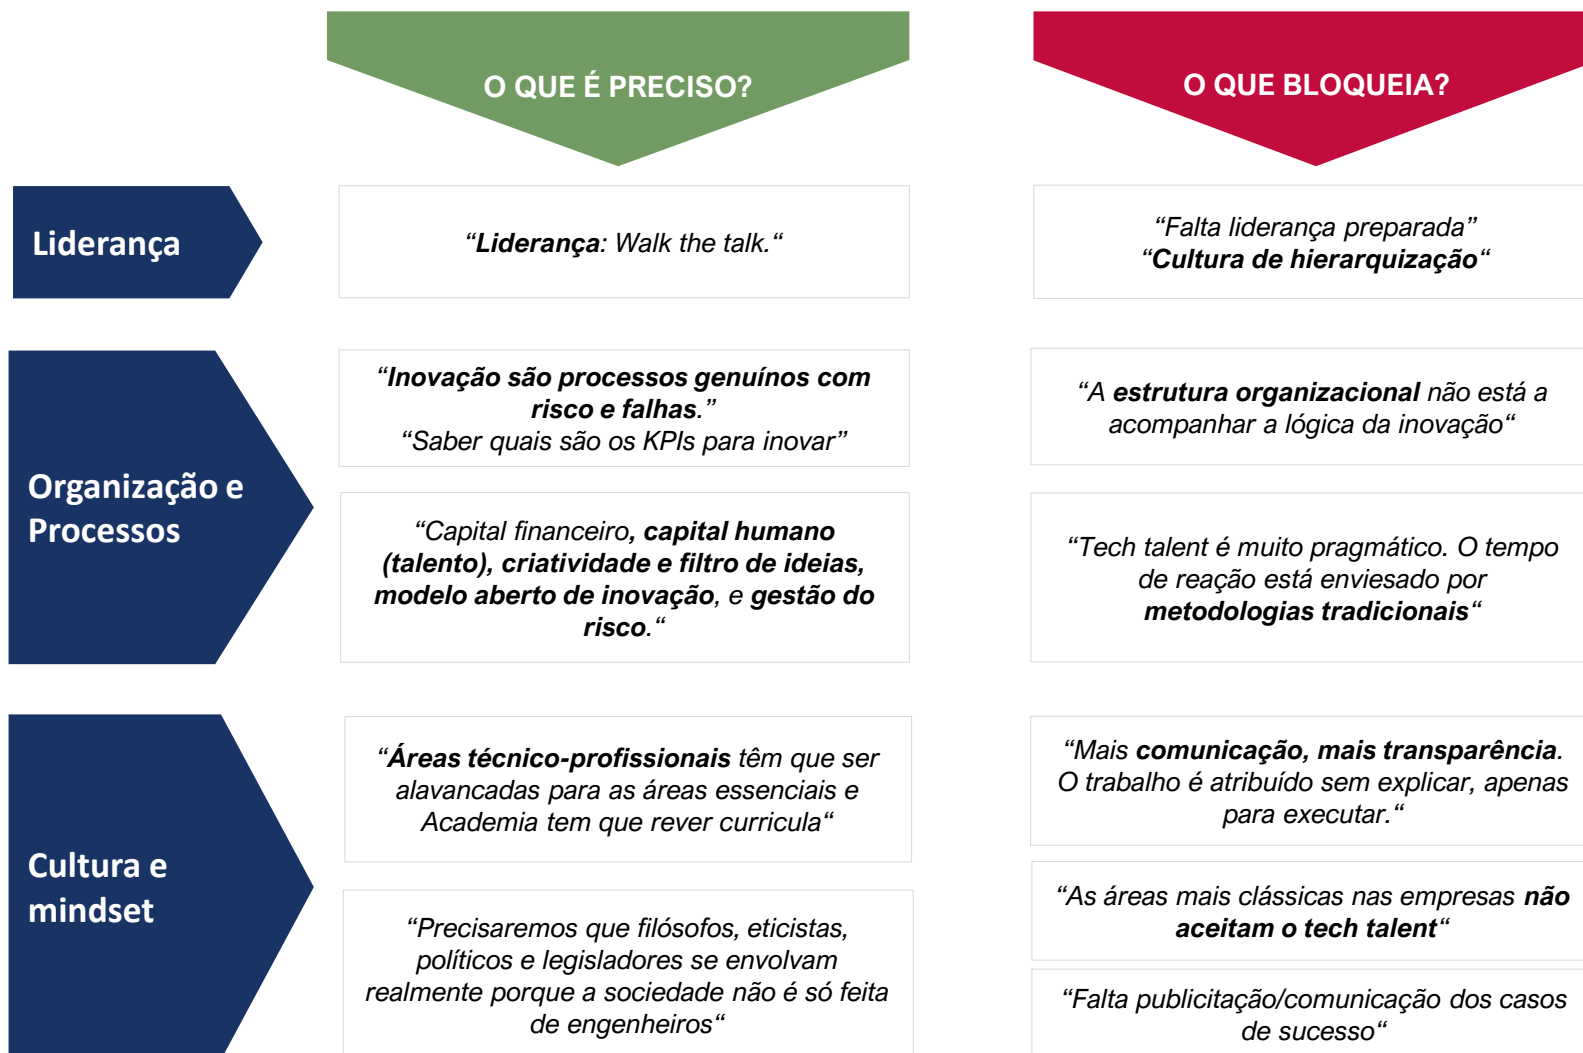 O QUE É PRECISO?
O QUE BLOQUEIA?
Liderança
“Liderança: Walk the talk.“
“Falta liderança preparada”
“Cultura de hierarquização“
Organização e
Processos
“Inovação são processos genuínos com
risco e falhas.”
“Saber quais são os KPIs para inovar”
“A estrutura organizacional não está a
acompanhar a lógica da inovação“
“Capital financeiro, capital humano
(talento), criatividade e filtro de ideias,
modelo aberto de inovação, e gestão do
risco.“
“Tech talent é muito pragmático. O tempo
de reação está enviesado por
metodologias tradicionais“
Cultura e
mindset
“Áreas técnico-profissionais têm que ser
alavancadas para as áreas essenciais e
Academia tem que rever curricula“
“Mais comunicação, mais transparência.
O trabalho é atribuído sem explicar, apenas
para executar.“
“Precisaremos que filósofos, eticistas,
políticos e legisladores se envolvam
realmente porque a sociedade não é só feita
de engenheiros“
“As áreas mais clássicas nas empresas não
aceitam o tech talent“
“Falta publicitação/comunicação dos casos
de sucesso“